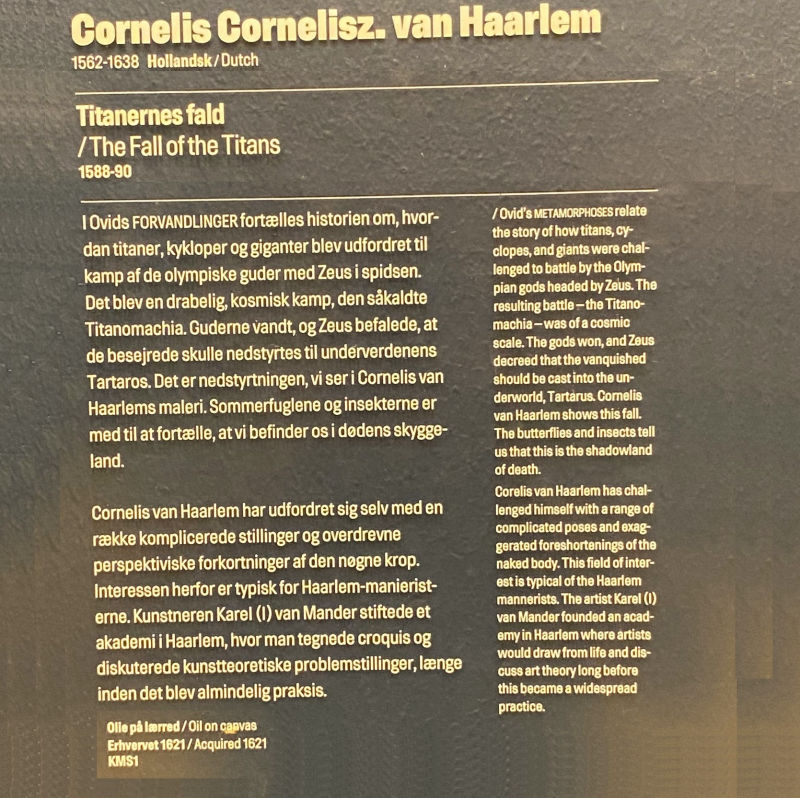 Cornelis Cornelisz. van Haarlem
1562-1638 Hollandsk / Dutch
Titanernes fald
/ The Fall of the Titans
1588-90
I Ovids FORVANDLINGER fortælles historien om, hvor-
dan titaner, kykloper og giganter blev udfordret til
kamp af de olympiske guder med Zeus i spidsen.
Det blev en drabelig, kosmisk kamp, den såkaldte
Titanomachia. Guderne vandt, og Zeus befalede, at
de besejrede skulle nedstyrtes til underverdenens
Tartaros. Det er nedstyrtningen, vi ser i Cornelis van
Haarlems maleri. Sommerfuglene og insekterne er
med til at fortælle, at vi befinder os i dødens skygge-
land.
Cornelis van Haarlem har udfordret sig selv med en
række komplicerede stillinger og overdrevne
perspektiviske forkortninger af den nøgne krop.
Interessen herfor er typisk for Haarlem-manierist-
erne. Kunstneren Karel (I) van Mander stiftede et
akademi i Haarlem, hvor man tegnede croquis og
diskuterede kunstteoretiske problemstillinger, længe
inden det blev almindelig praksis.
Olie på lærred / Oil on canvas
Erhvervet 1621 / Acquired 1621
KMS1
/ Ovid's METAMORPHOSES relate
the story of how titans, cy-
clopes, and giants were chal-
lenged to battle by the Olym-
pian gods headed by Zeus. The
resulting battle – the Titano-
machia – was of a cosmic
scale. The gods won, and Zeus
decreed that the vanquished
should be cast into the un-
derworld, Tartarus. Cornelis
van Haarlem shows this fall.
The butterflies and insects tell
us that this is the shadowland
of death.
Corelis van Haarlem has chal-
lenged himself with a range of
complicated poses and exag-
gerated foreshortenings of the
naked body. This field of inter-
est is typical of the Haarlem
mannerists. The artist Karel (I)
van Mander founded an acad-
emy in Haarlem where artists
would draw from life and dis-
cuss art theory long before
this became a widespread
practice.